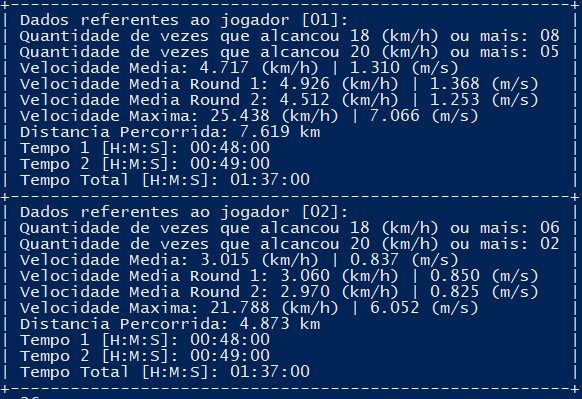 +------------------------------------------------------------+
| Dados referentes ao jogador [01]: |
| Quantidade de vezes que alcancou 18 (km/h) ou mais: 08 |
| Quantidade de vezes que alcancou 20 (km/h) ou mais: 05 |
| Velocidade Media: 4.717 (km/h) | 1.310 (m/s) |
| Velocidade Media Round 1: 4.926 (km/h) | 1.368 (m/s) |
| Velocidade Media Round 2: 4.512 (km/h) | 1.253 (m/s) |
| Velocidade Maxima: 25.438 (km/h) | 7.066 (m/s) |
| Distancia Percorrida: 7.619 km |
| Tempo 1 [H:M:S]: 00:48:00 |
| Tempo 2 [H:M:S]: 00:49:00 |
| Tempo Total [H:M:S]: 01:37:00 |
+------------------------------------------------------------+
| Dados referentes ao jogador [02]: |
| Quantidade de vezes que alcancou 18 (km/h) ou mais: 06 |
| Quantidade de vezes que alcancou 20 (km/h) ou mais: 02 |
| Velocidade Media: 3.015 (km/h) | 0.837 (m/s) |
| Velocidade Media Round 1: 3.060 (km/h) | 0.850 (m/s) |
| Velocidade Media Round 2: 2.970 (km/h) | 0.825 (m/s) |
| Velocidade Maxima: 21.788 (km/h) | 6.052 (m/s) |
| Distancia Percorrida: 4.873 km |
| Tempo 1 [H:M:S]: 00:48:00 |
| Tempo 2 [H:M:S]: 00:49:00 |
| Tempo Total [H:M:S]: 01:37:00 |
+------------------------------------------------------------+